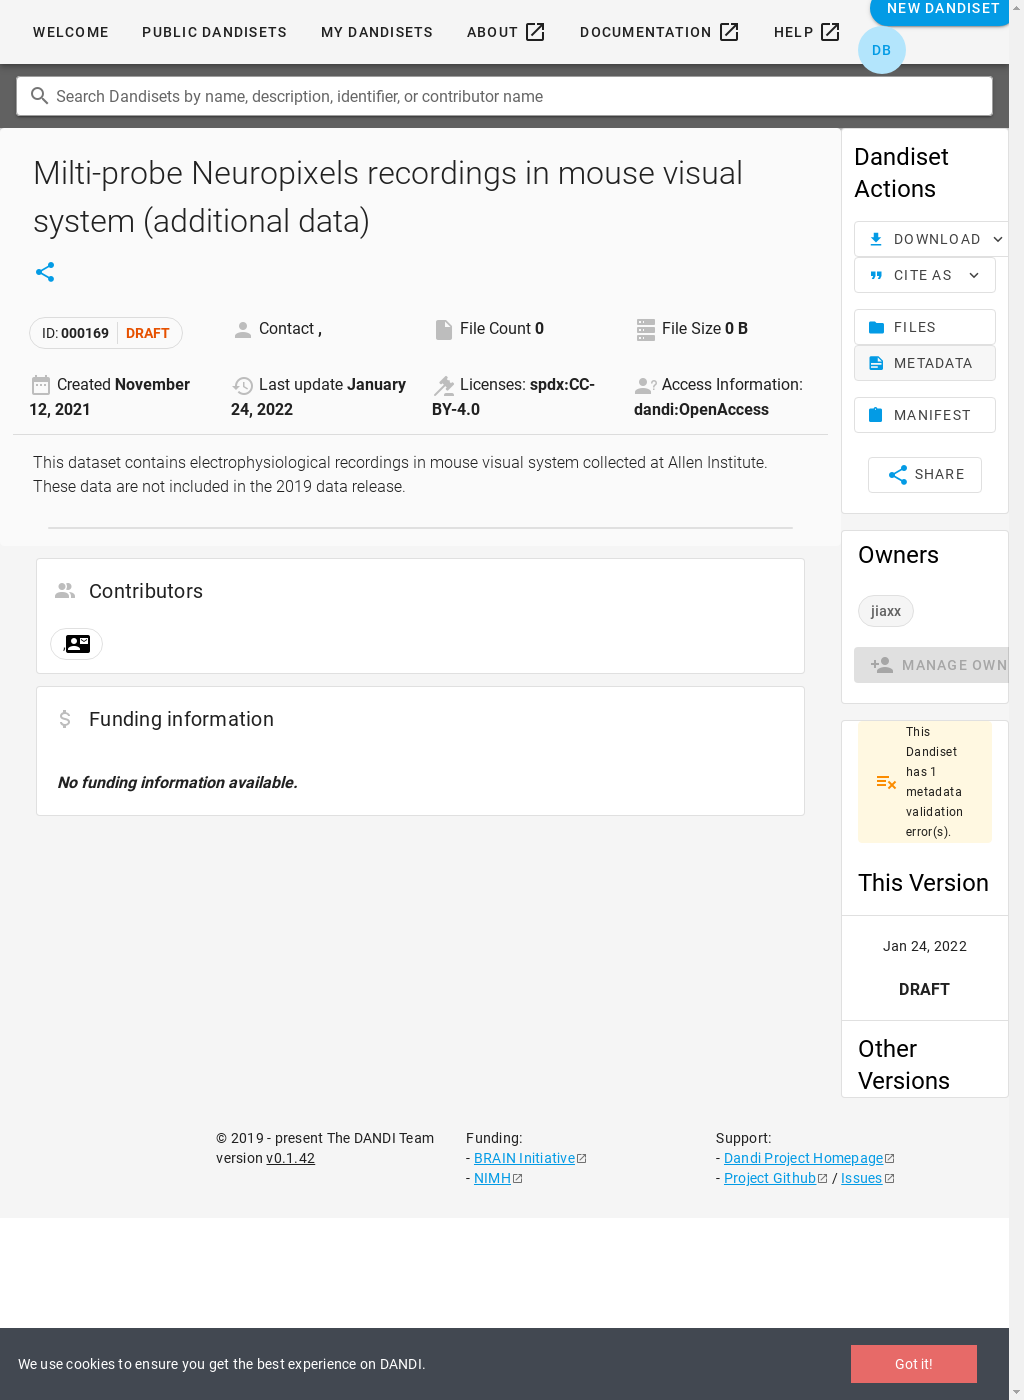 WELCOME
PUBLIC DANDISETS
MY DANDISETS
ABOUT
DOCUMENTATION
HELP
NEW DANDISET
DB
Search Dandisets by name, description, identifier, or contributor name
Milti-probe Neuropixels recordings in mouse visual
system (additional data)
ID: 000169 DRAFT
Contact ,
File Count 0
File Size 0 B
Created November
12, 2021
Last update January
24, 2022
Licenses: spdx:CC-
BY-4.0
Access Information:
dandi:OpenAccess
This dataset contains electrophysiological recordings in mouse visual system collected at Allen Institute.
These data are not included in the 2019 data release.
Contributors
,
Funding information
No funding information available.
Dandiset
Actions
DOWNLOAD
CITE AS
FILES
METADATA
MANIFEST
SHARE
Owners
jiaxx
MANAGE OWN
This
Dandiset
has 1
metadata
validation
error(s).
This Version
Jan 24, 2022
DRAFT
Other
Versions
© 2019 - present The DANDI Team
version v0.1.42
Funding:
- BRAIN Initiative
- NIMH
Support:
- Dandi Project Homepage
- Project Github / Issues
We use cookies to ensure you get the best experience on DANDI.
Got it!